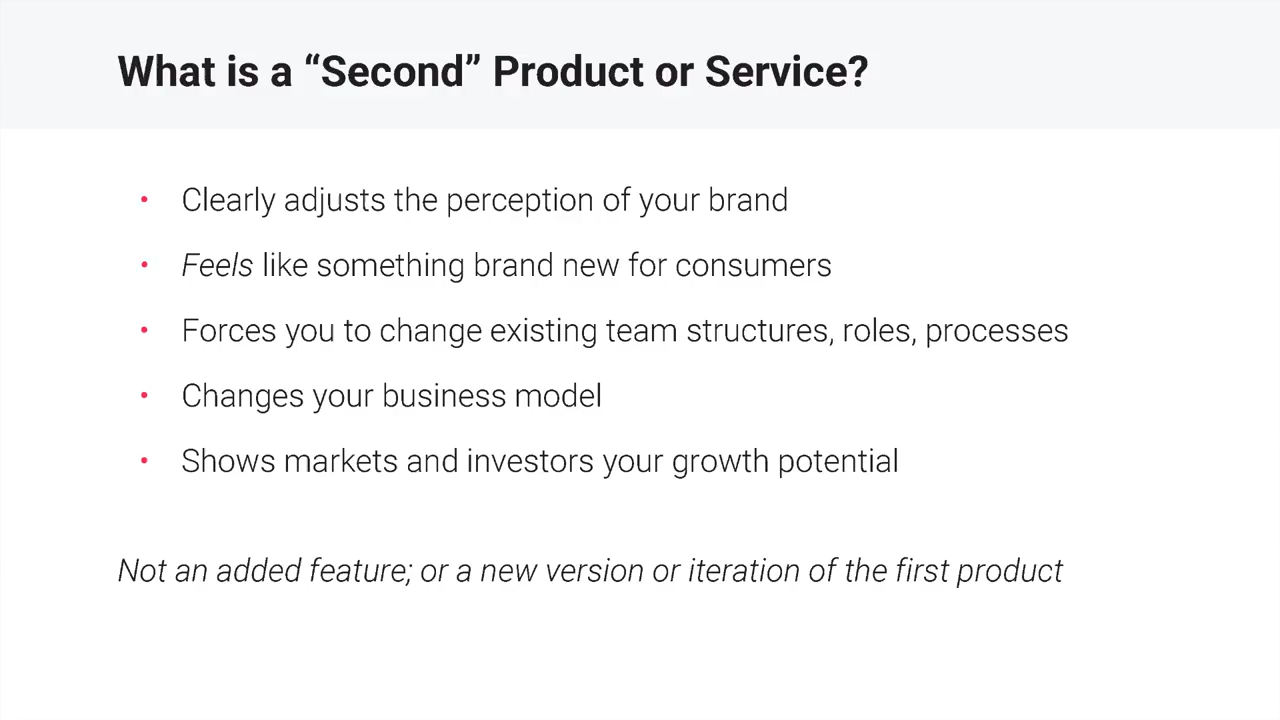 What is a “Second” Product or Service?
• Clearly adjusts the perception of your brand
• Feels like something brand new for consumers
• Forces you to change existing team structures, roles, processes
• Changes your business model
• Shows markets and investors your growth potential
Not an added feature; or a new version or iteration of the first product